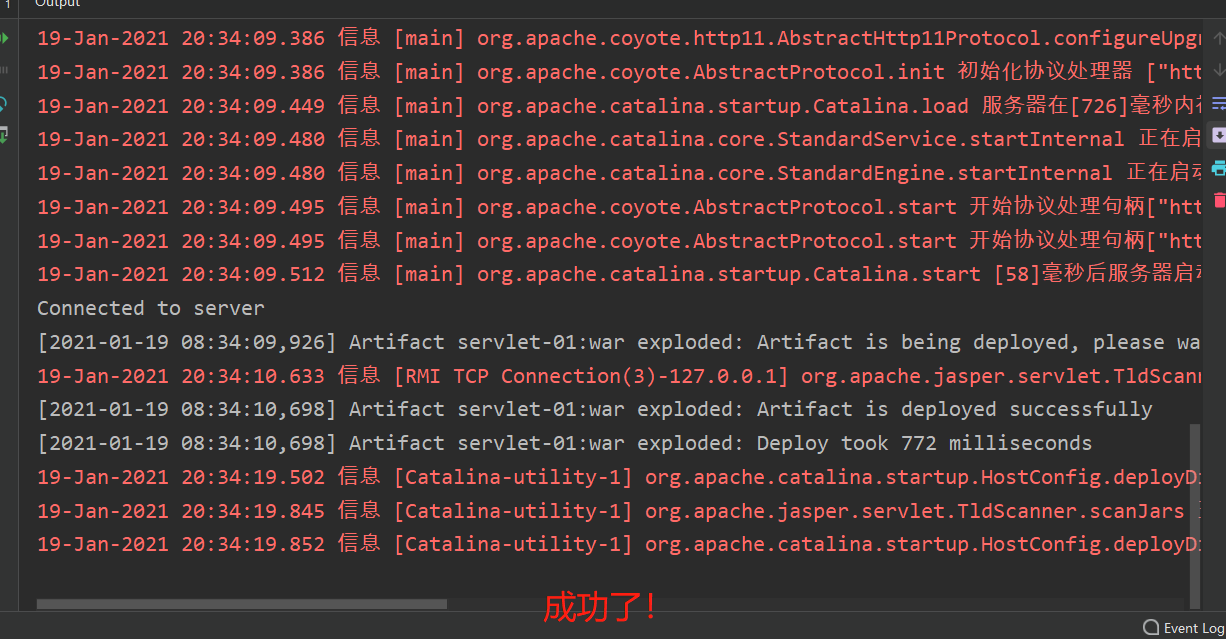 Output
19-Jan-2021 20:34:09.386 信息 [main] org.apache.coyote.http11.AbstractHttp11Protocol.configureUpgr
19-Jan-2021 20:34:09.386 信息 [main] org.apache.coyote.AbstractProtocol.init 初始化协议处理器 ["htt
19-Jan-2021 20:34:09.449 信息 [main] org.apache.catalina.startup.Catalina.load 服务器在[726]毫秒内初
19-Jan-2021 20:34:09.480 信息 [main] org.apache.catalina.core.StandardService.startInternal 正在启
19-Jan-2021 20:34:09.480 信息 [main] org.apache.catalina.core.StandardEngine.startInternal 正在启动
19-Jan-2021 20:34:09.495 信息 [main] org.apache.coyote.AbstractProtocol.start 开始协议处理句柄["htt
19-Jan-2021 20:34:09.495 信息 [main] org.apache.coyote.AbstractProtocol.start 开始协议处理句柄["htt
19-Jan-2021 20:34:09.512 信息 [main] org.apache.catalina.startup.Catalina.start [58]毫秒后服务器启动
Connected to server
[2021-01-19 08:34:09,926] Artifact servlet-01:war exploded: Artifact is being deployed, please wa
19-Jan-2021 20:34:10.633 信息 [RMI TCP Connection(3)-127.0.0.1] org.apache.jasper.servlet.TldScann
[2021-01-19 08:34:10,698] Artifact servlet-01:war exploded: Artifact is deployed successfully
[2021-01-19 08:34:10,698] Artifact servlet-01:war exploded: Deploy took 772 milliseconds
19-Jan-2021 20:34:19.502 信息 [Catalina-utility-1] org.apache.catalina.startup.HostConfig.deployDi
19-Jan-2021 20:34:19.845 信息 [Catalina-utility-1] org.apache.jasper.servlet.TldScanner.scanJars
19-Jan-2021 20:34:19.852 信息 [Catalina-utility-1] org.apache.catalina.startup.HostConfig.deployDi
成功了！
Event Log